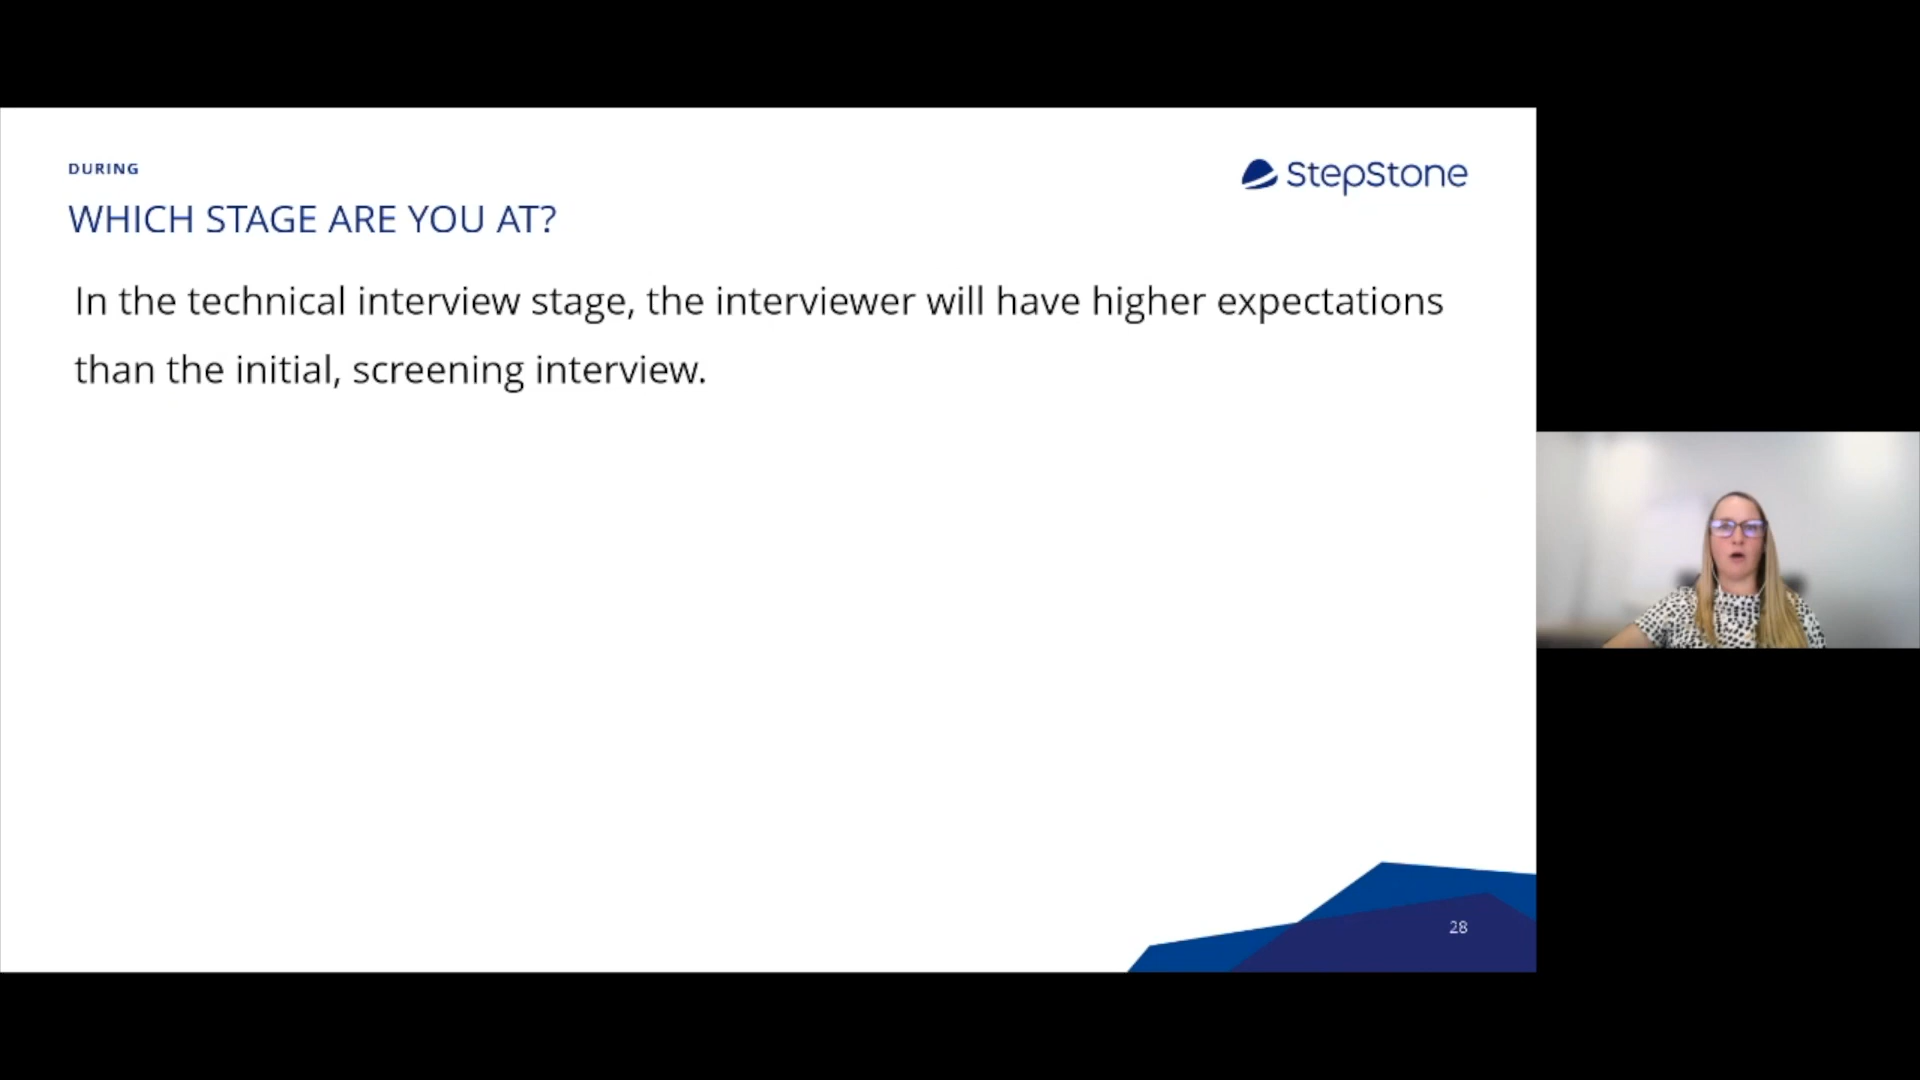 DURING
StepStone
WHICH STAGE ARE YOU AT?
In the technical interview stage, the interviewer will have higher expectations
than the initial, screening interview.
28